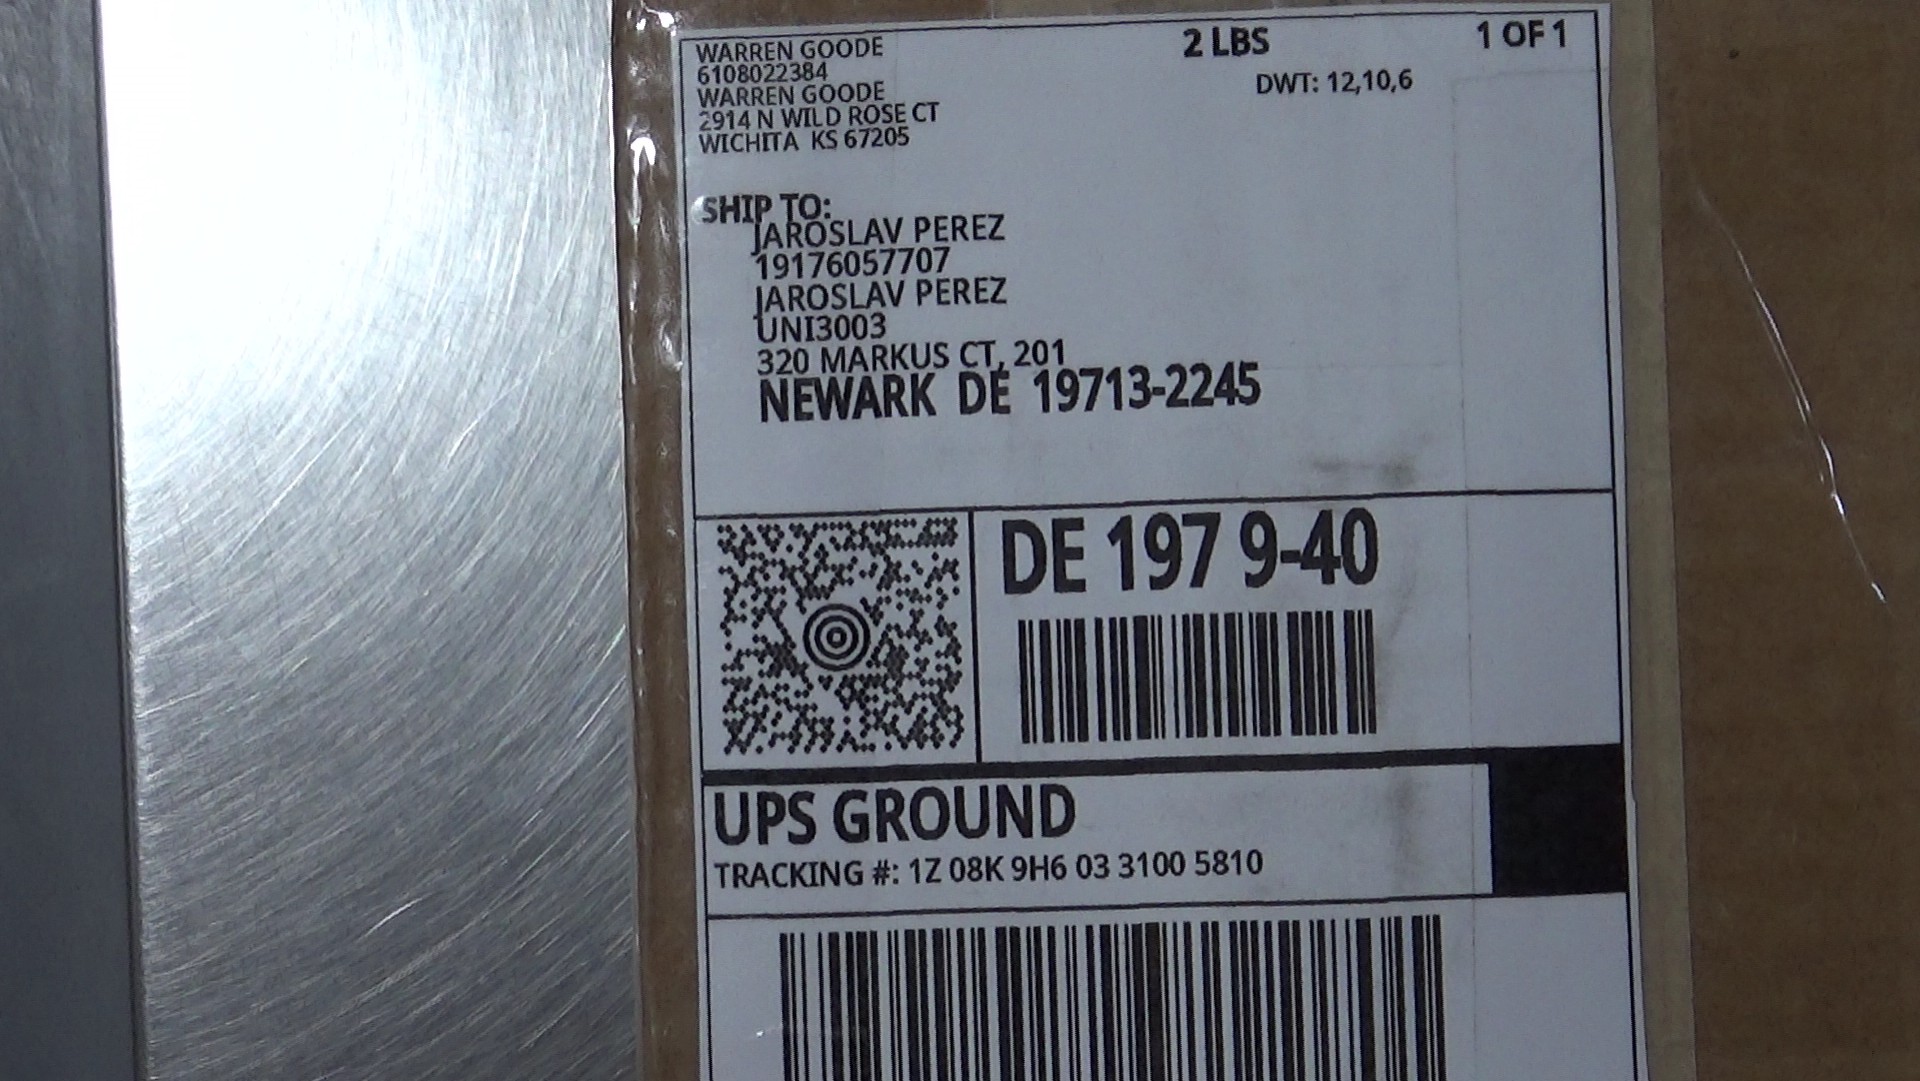 WARREN GOODE
6108022384
WARREN GOODE
2914 N WILD ROSE CT
WICHITA KS 67205
2 LBS
1 OF 1
DWT: 12,10,6
SHIP TO:
JAROSLAV PEREZ
19176057707
JAROSLAV PEREZ
UNI3003
320 MARKUS CT, 201
NEWARK DE 19713-2245
DE 197 9-40
UPS GROUND
TRACKING #: 1Z 08K 9H6 03 3100 5810